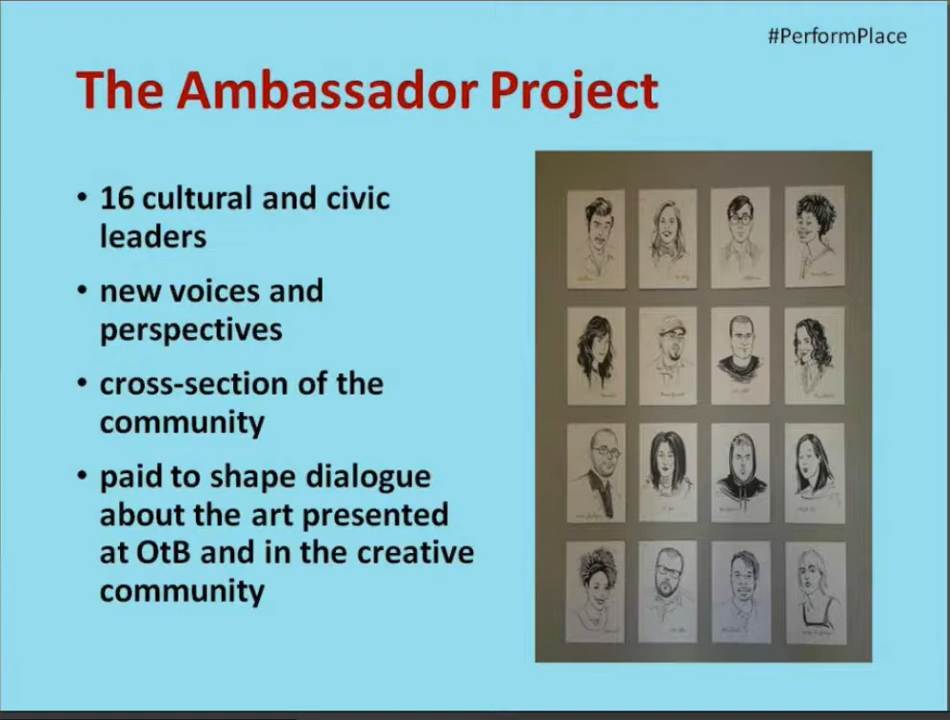 #PerformPlace
The Ambassador Project
• 16 cultural and civic
leaders
• new voices and
perspectives
• cross-section of the
community
• paid to shape dialogue
about the art presented
at OtB and in the creative
community